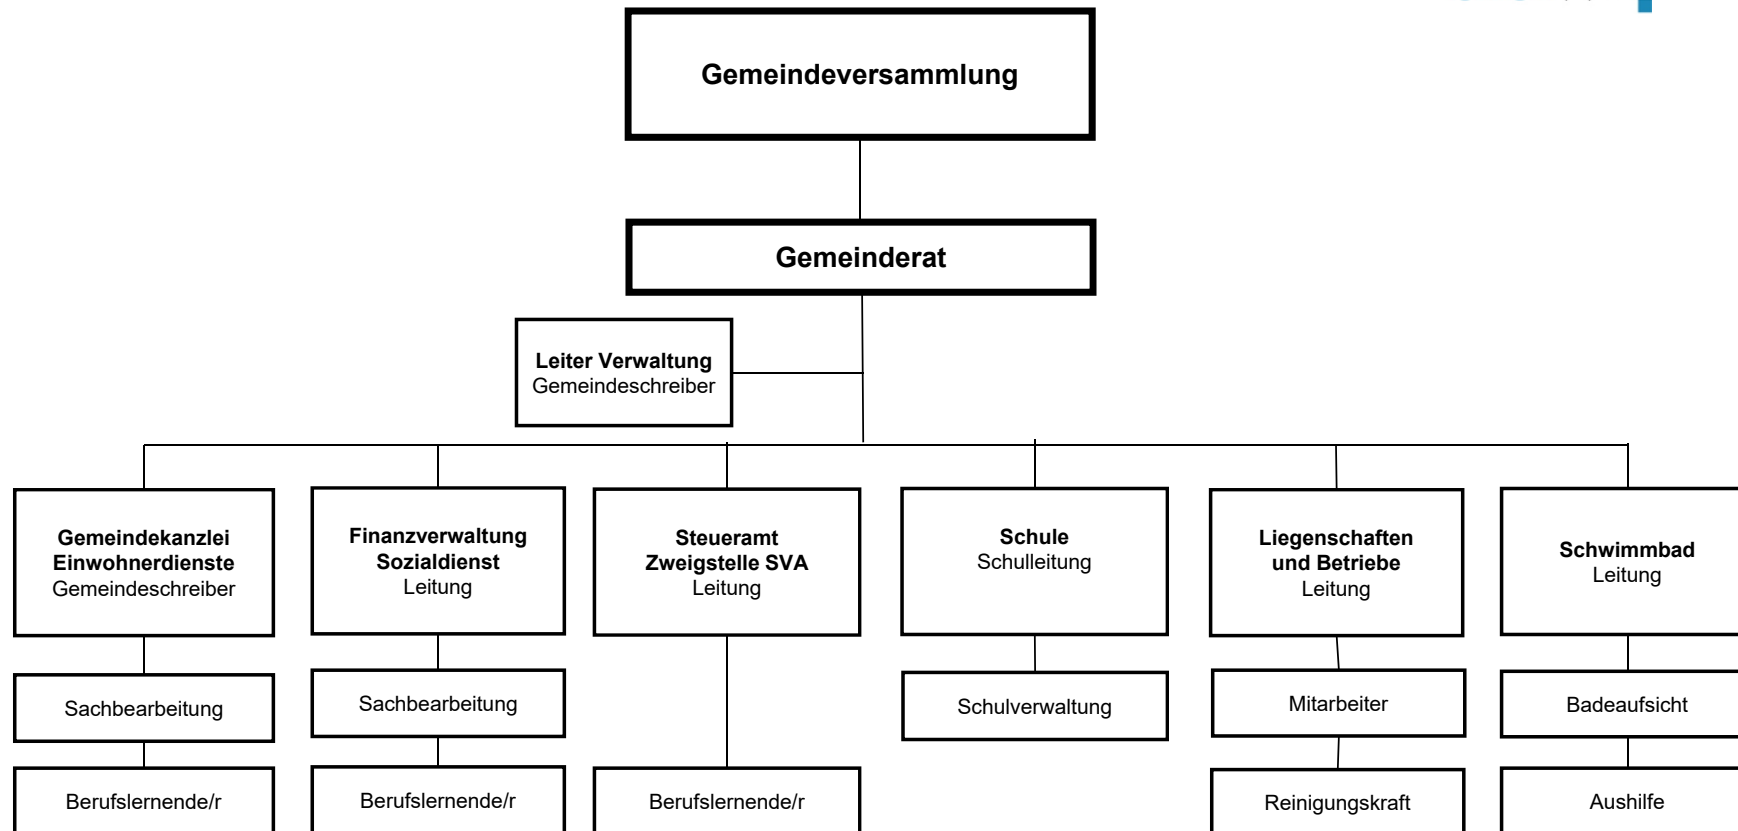 Gemeindeversammlung
Gemeinderat
Leiter Verwaltung
Gemeindeschreiber
Gemeindekanzlei
Einwohnerdienste
Gemeindeschreiber
Finanzverwaltung
Sozialdienst
Leitung
Steueramt
Zweigstelle SVA
Leitung
Schule
Schulleitung
Liegenschaften
und Betriebe
Leitung
Schwimmbad
Leitung
Sachbearbeitung
Sachbearbeitung
Schulverwaltung
Mitarbeiter
Badeaufsicht
Berufslernende/r
Berufslernende/r
Berufslernende/r
Reinigungskraft
Aushilfe